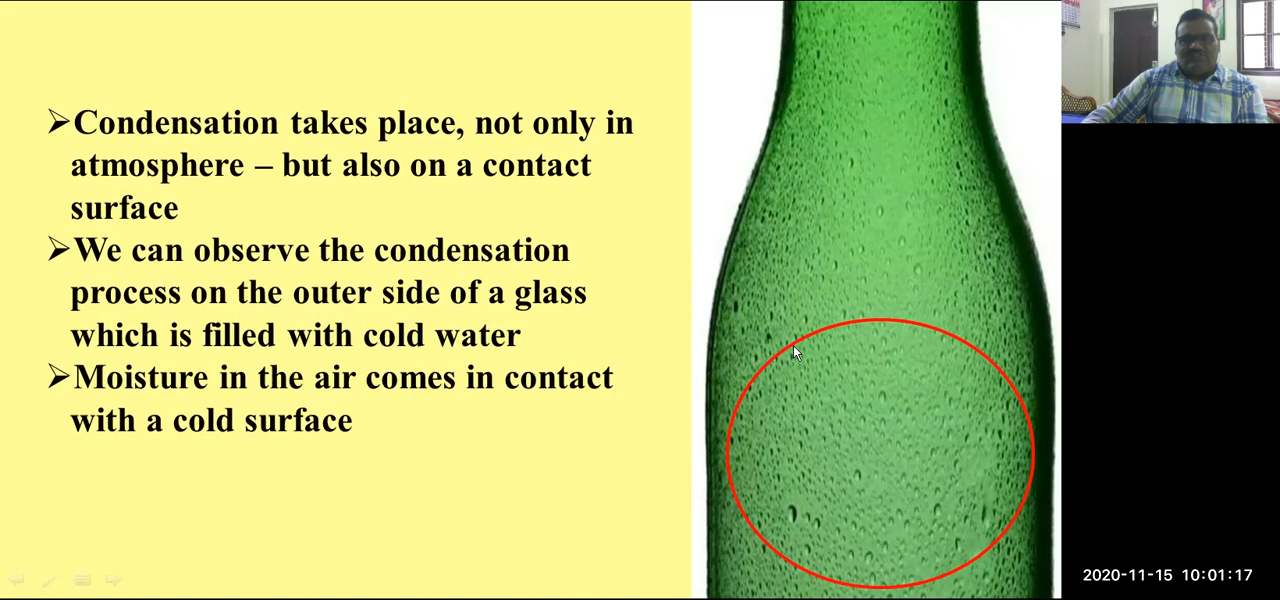 ➢Condensation takes place, not only in
atmosphere – but also on a contact
surface
➢We can observe the condensation
process on the outer side of a glass
which is filled with cold water
➢Moisture in the air comes in contact
with a cold surface
2020-11-15 10:01:17